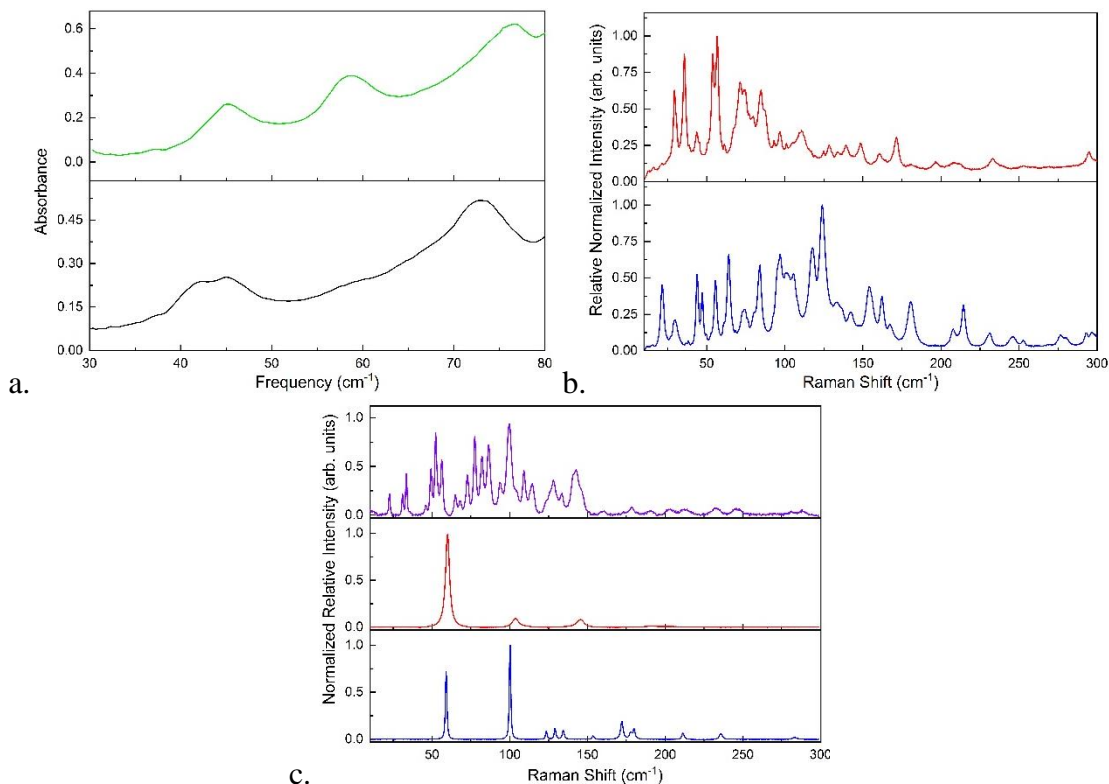 0.6
0.4
0.2
0.0
0.45
0.30
0.15
0.00
30 40 50 60 70 80
Absorbance
Frequency (cm-1)
a.
1.00
0.75
0.50
0.25
0.00
1.00
0.75
0.50
0.25
0.00
50 100 150 200 250 300
Relative Normalized Intensity (arb. units)
Raman Shift (cm-1)
b.
1.0
0.5
0.0
1.0
0.5
0.0
1.0
0.5
0.0
50 100 150 200 250 300
Normalized Relative Intensity (arb. units)
Raman Shift (cm-1)
c.